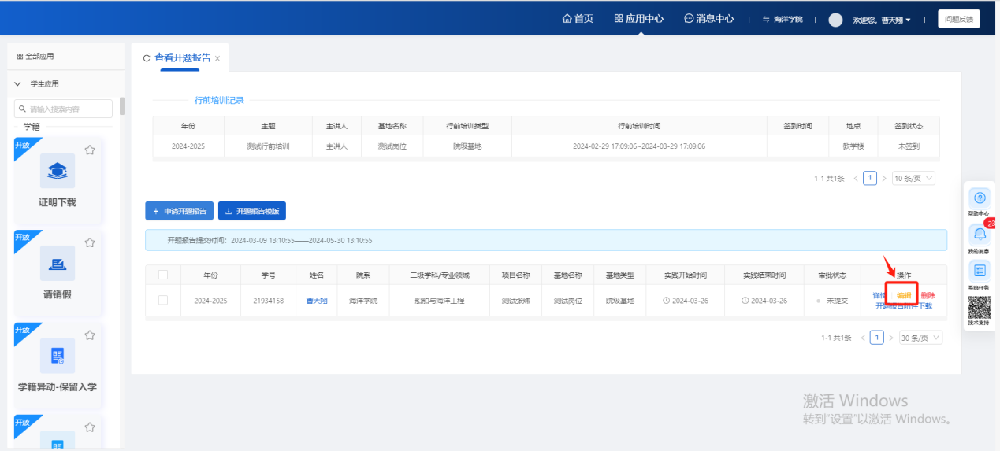 首页 应用中心 消息中心 海洋学院 欢迎您，曹天翔 问题反馈
全部应用
查看开题报告
学生应用
请输入搜索内容
学籍
开放
证明下载
开放
请销假
开放
学籍异动-保留入学
开放
行前培训记录
年份 主题 主讲人 基地名称 行前培训类型 行前培训时间 签到时间 地点 签到状态
2024-2025 测试行前培训 主讲人 测试岗位 院级基地 2024-02-29 17:09:06~2024-03-29 17:09:06 教学楼 未签到
1-1 共1条 < 1 > 10 条/页
+ 申请开题报告 开题报告模版
开题报告提交时间：2024-03-09 13:10:55——2024-05-30 13:10:55
年份 学号 姓名 院系 二级学科/专业领域 项目名称 基地名称 基地类型 实践开始时间 实践结束时间 审批状态 操作
2024-2025 21934158 曹天翔 海洋学院 船舶与海洋工程 测试张炜 测试岗位 院级基地 2024-03-26 2024-03-26 未提交 详情 编辑 删除
开题报告附件下载
1-1 共1条 < 1 > 30 条/页
帮助中心
23
我的消息
系统任务
技术支持
激活 Windows
转到"设置"以激活 Windows。